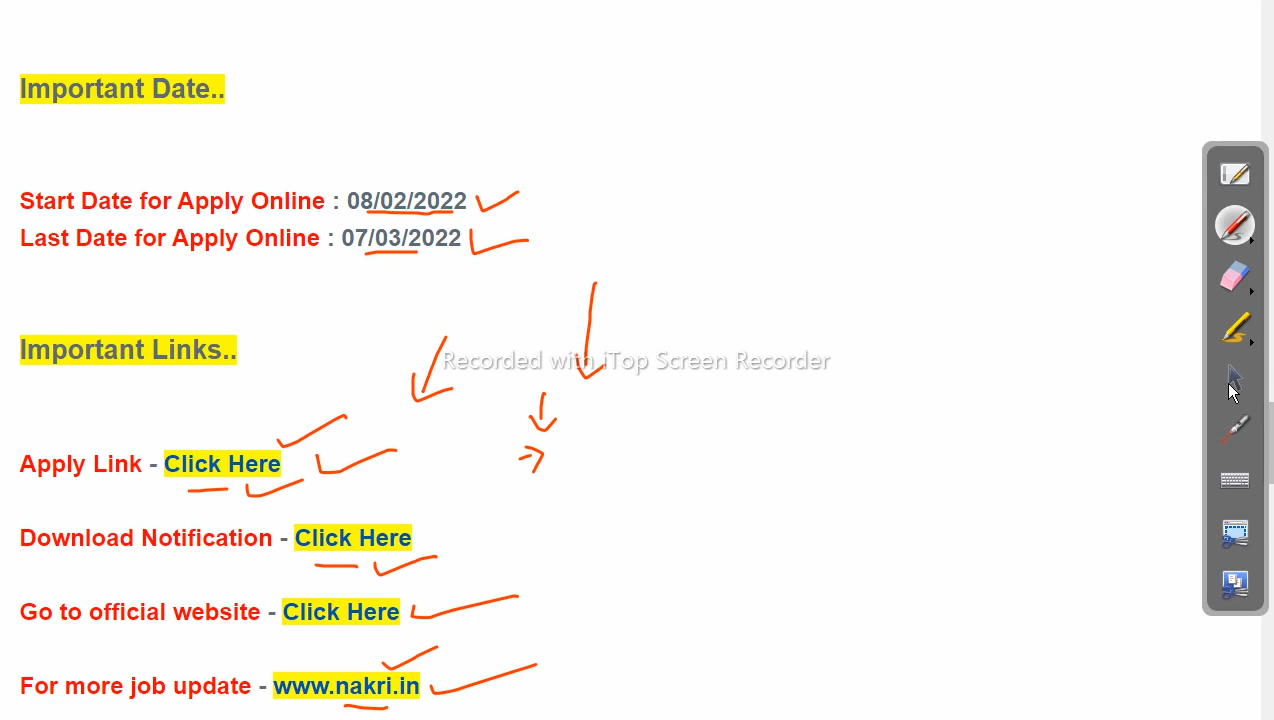 Important Date..
Start Date for Apply Online : 08/02/2022
Last Date for Apply Online : 07/03/2022
Important Links..
Recorded with iTop Screen Recorder
Apply Link - Click Here
Download Notification - Click Here
Go to official website - Click Here
For more job update - www.nakri.in